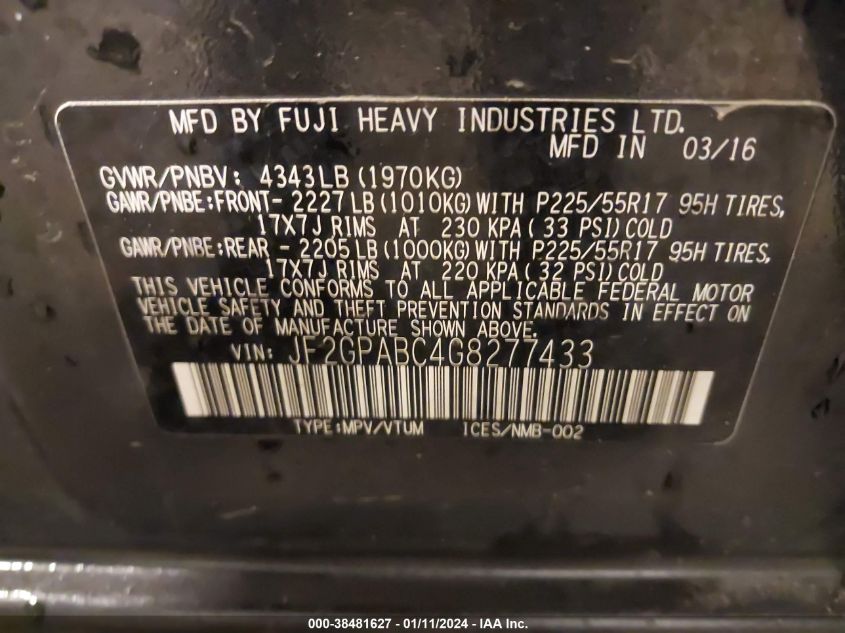 MFD BY FUJI HEAVY INDUSTRIES LTD.
MFD IN 03/16
GVWR/PNBV: 4343LB (1970KG)
GAWR/PNBE:FRONT- 2227 LB (1010KG) WITH P225/55R17 95H TIRES,
17X7J RIMS AT 230 KPA ( 33 PSI) COLD
GAWR/PNBE:REAR - 2205 LB (1000KG) WITH P225/55R17 95H TIRES,
17X7J RIMS AT 220 KPA ( 32 PSI) COLD
THIS VEHICLE CONFORMS TO ALL APPLICABLE FEDERAL MOTOR
VEHICLE SAFETY AND THEFT PREVENTION STANDARDS IN EFFECT ON
THE DATE OF MANUFACTURE SHOWN ABOVE.
VIN: JF2GPABC4G8277433
TYPE:MPV/VTUM ICES/NMB-002
000-38481627 - 01/11/2024 - IAA Inc.